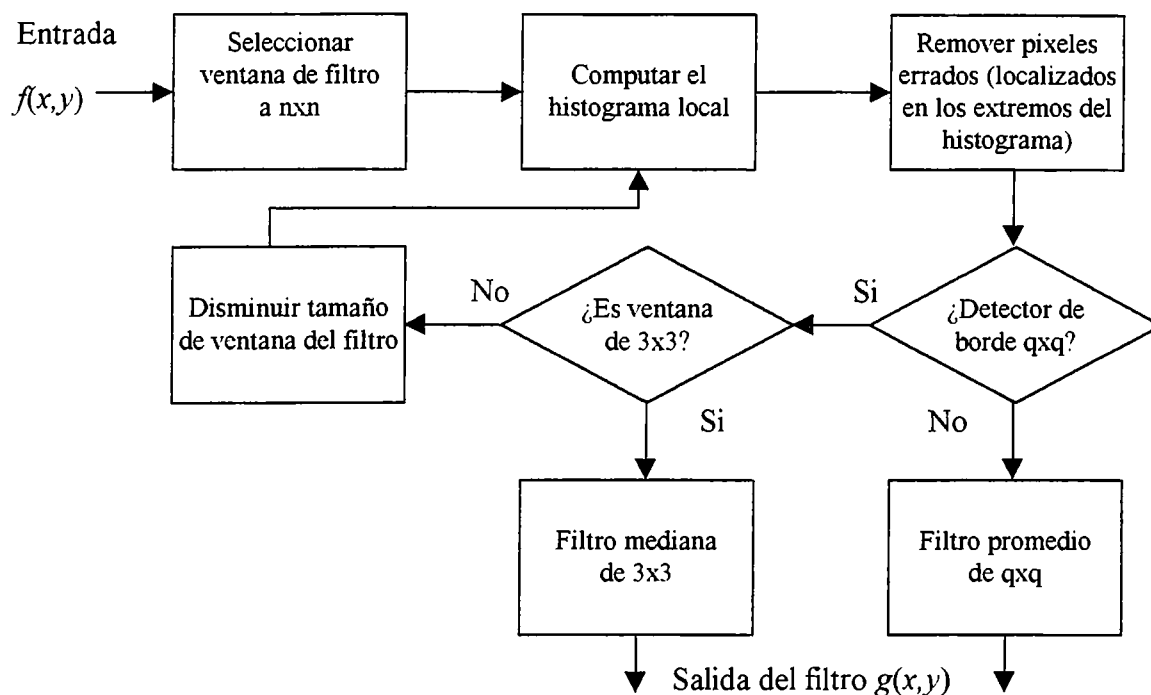 Entrada
f(x,y)
Seleccionar
ventana de filtro
a nxn
Computar el
histograma local
Remover pixeles
errados (localizados
en los extremos del
histograma)
Disminuir tamaño
de ventana del filtro
No
¿Es ventana
de 3x3?
Si
¿Detector de
borde qxq?
Si
No
Filtro mediana
de 3x3
Filtro promedio
de qxq
Salida del filtro g(x,y)